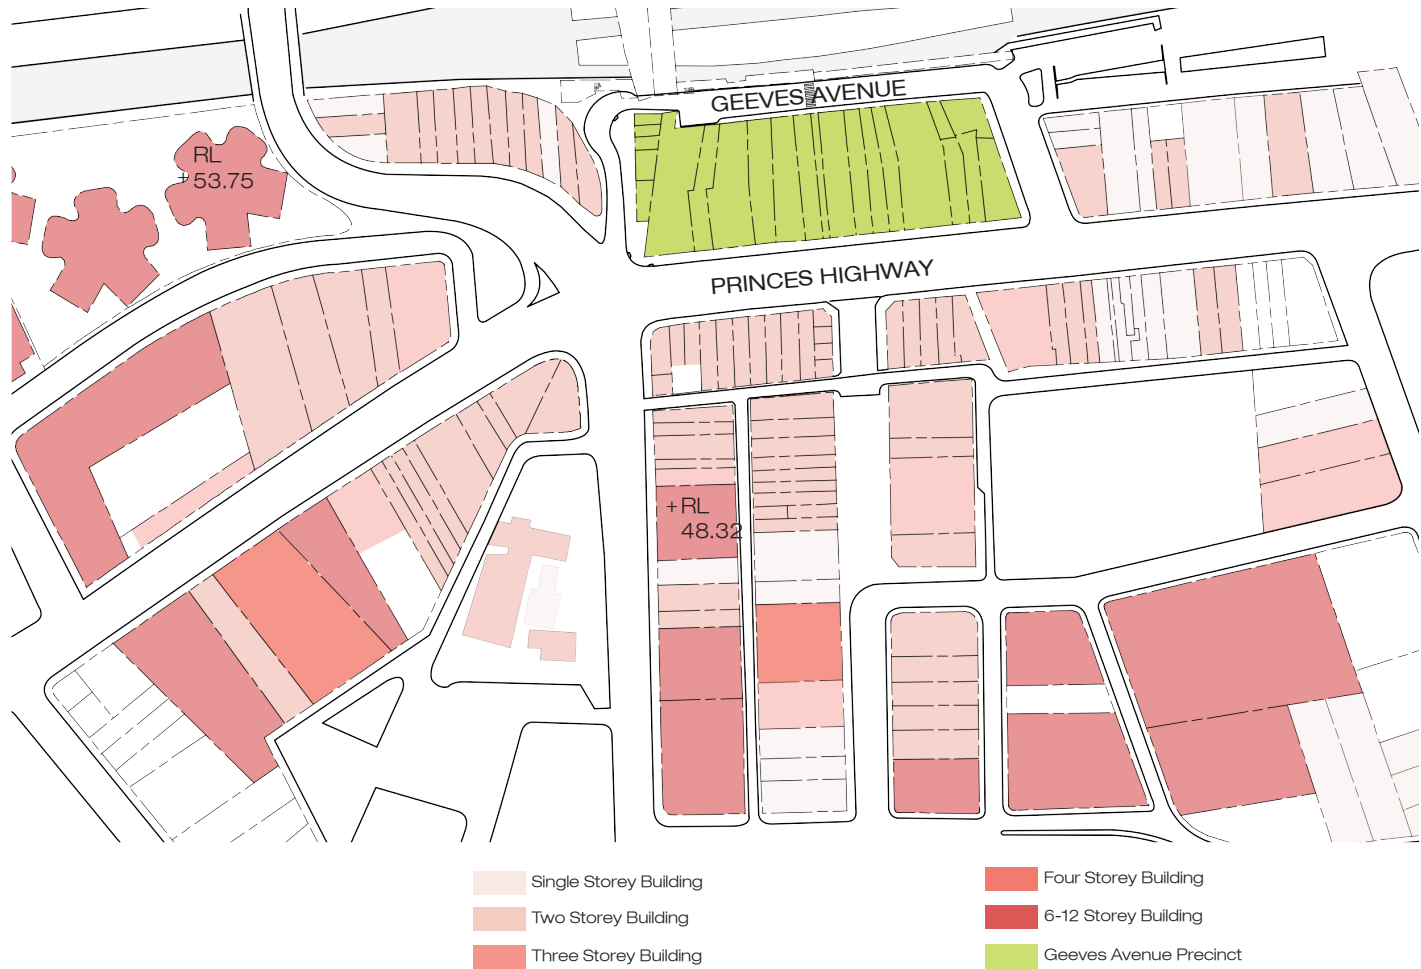 GEEVES AVENUE
RL
+ 53.75
PRINCES HIGHWAY
+ RL
48.32
Single Storey Building
Two Storey Building
Three Storey Building
Four Storey Building
6-12 Storey Building
Geeves Avenue Precinct